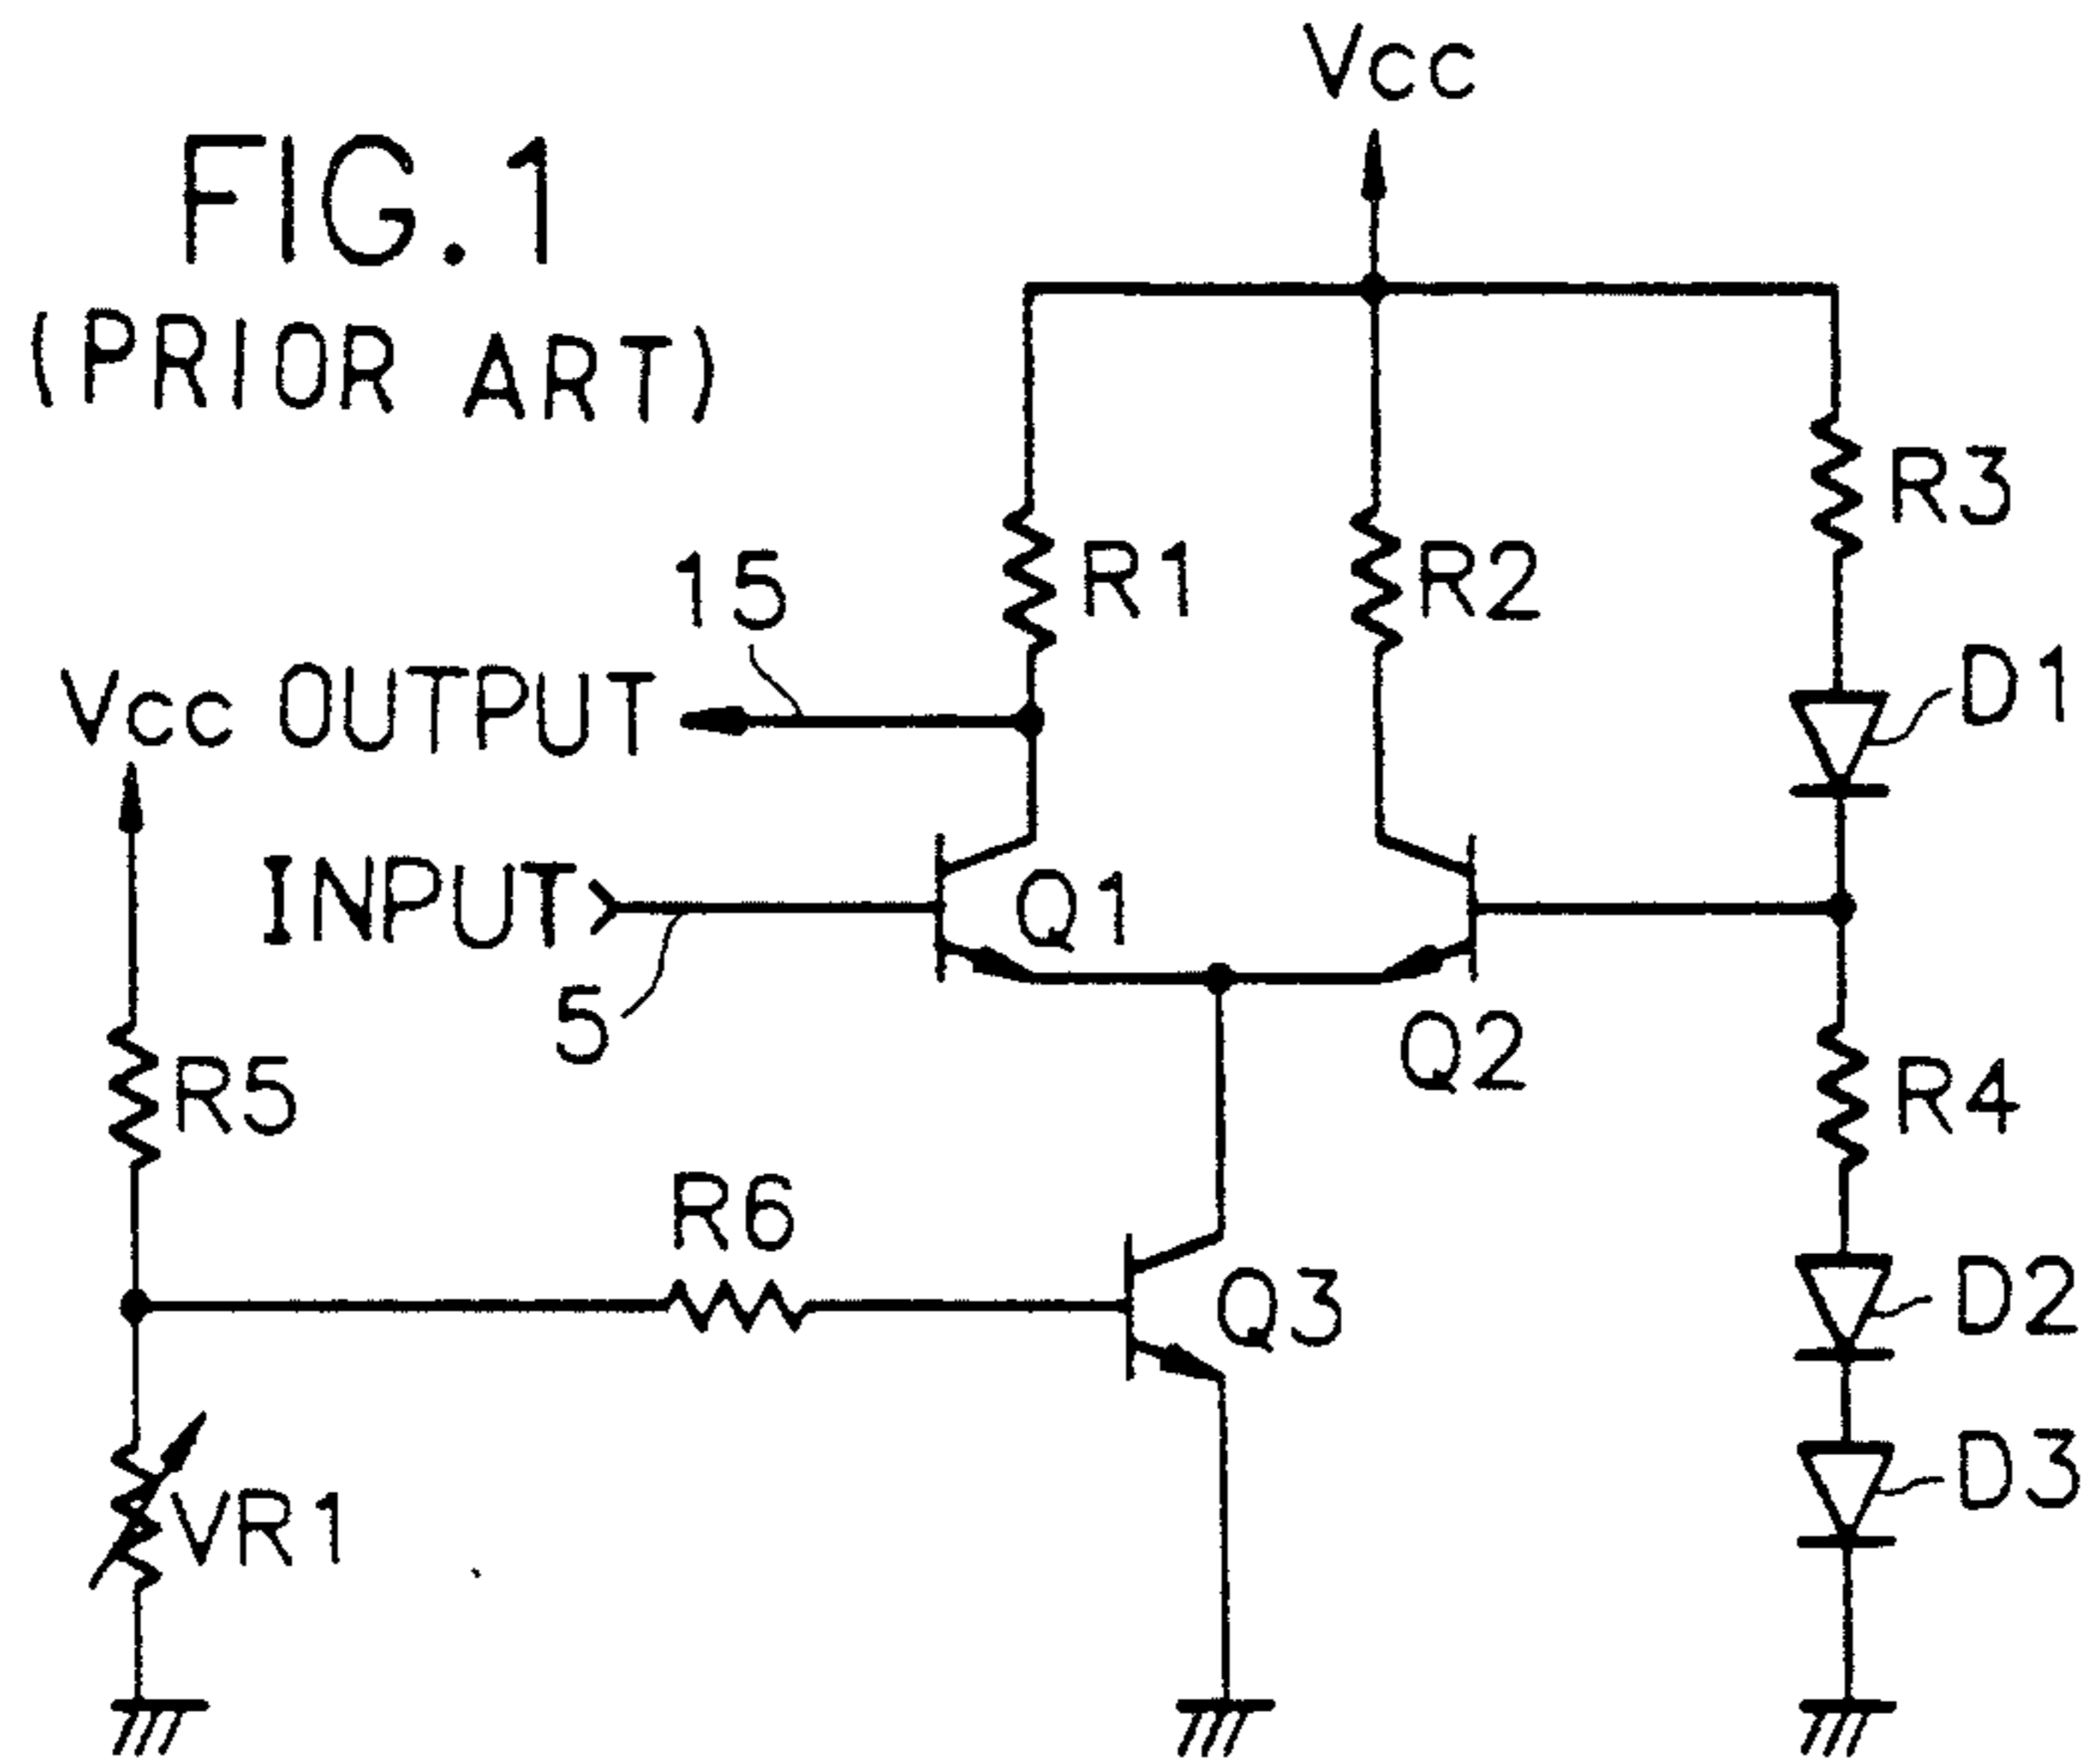 Vcc
FIG.1
(PRIOR ART)
R3
R1
R2
15
D1
Vcc
OUTPUT
INPUT
Q1
5
Q2
R5
R4
R6
Q3
D2
D3
VR1